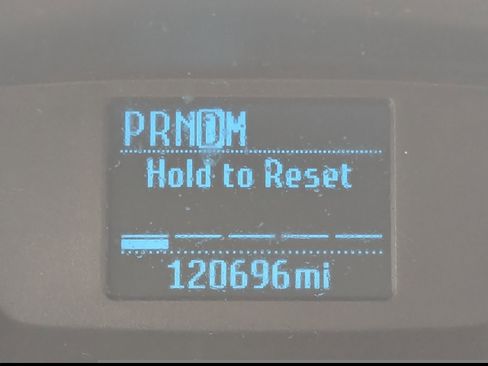 PRNDM
Hold to Reset
120696mi